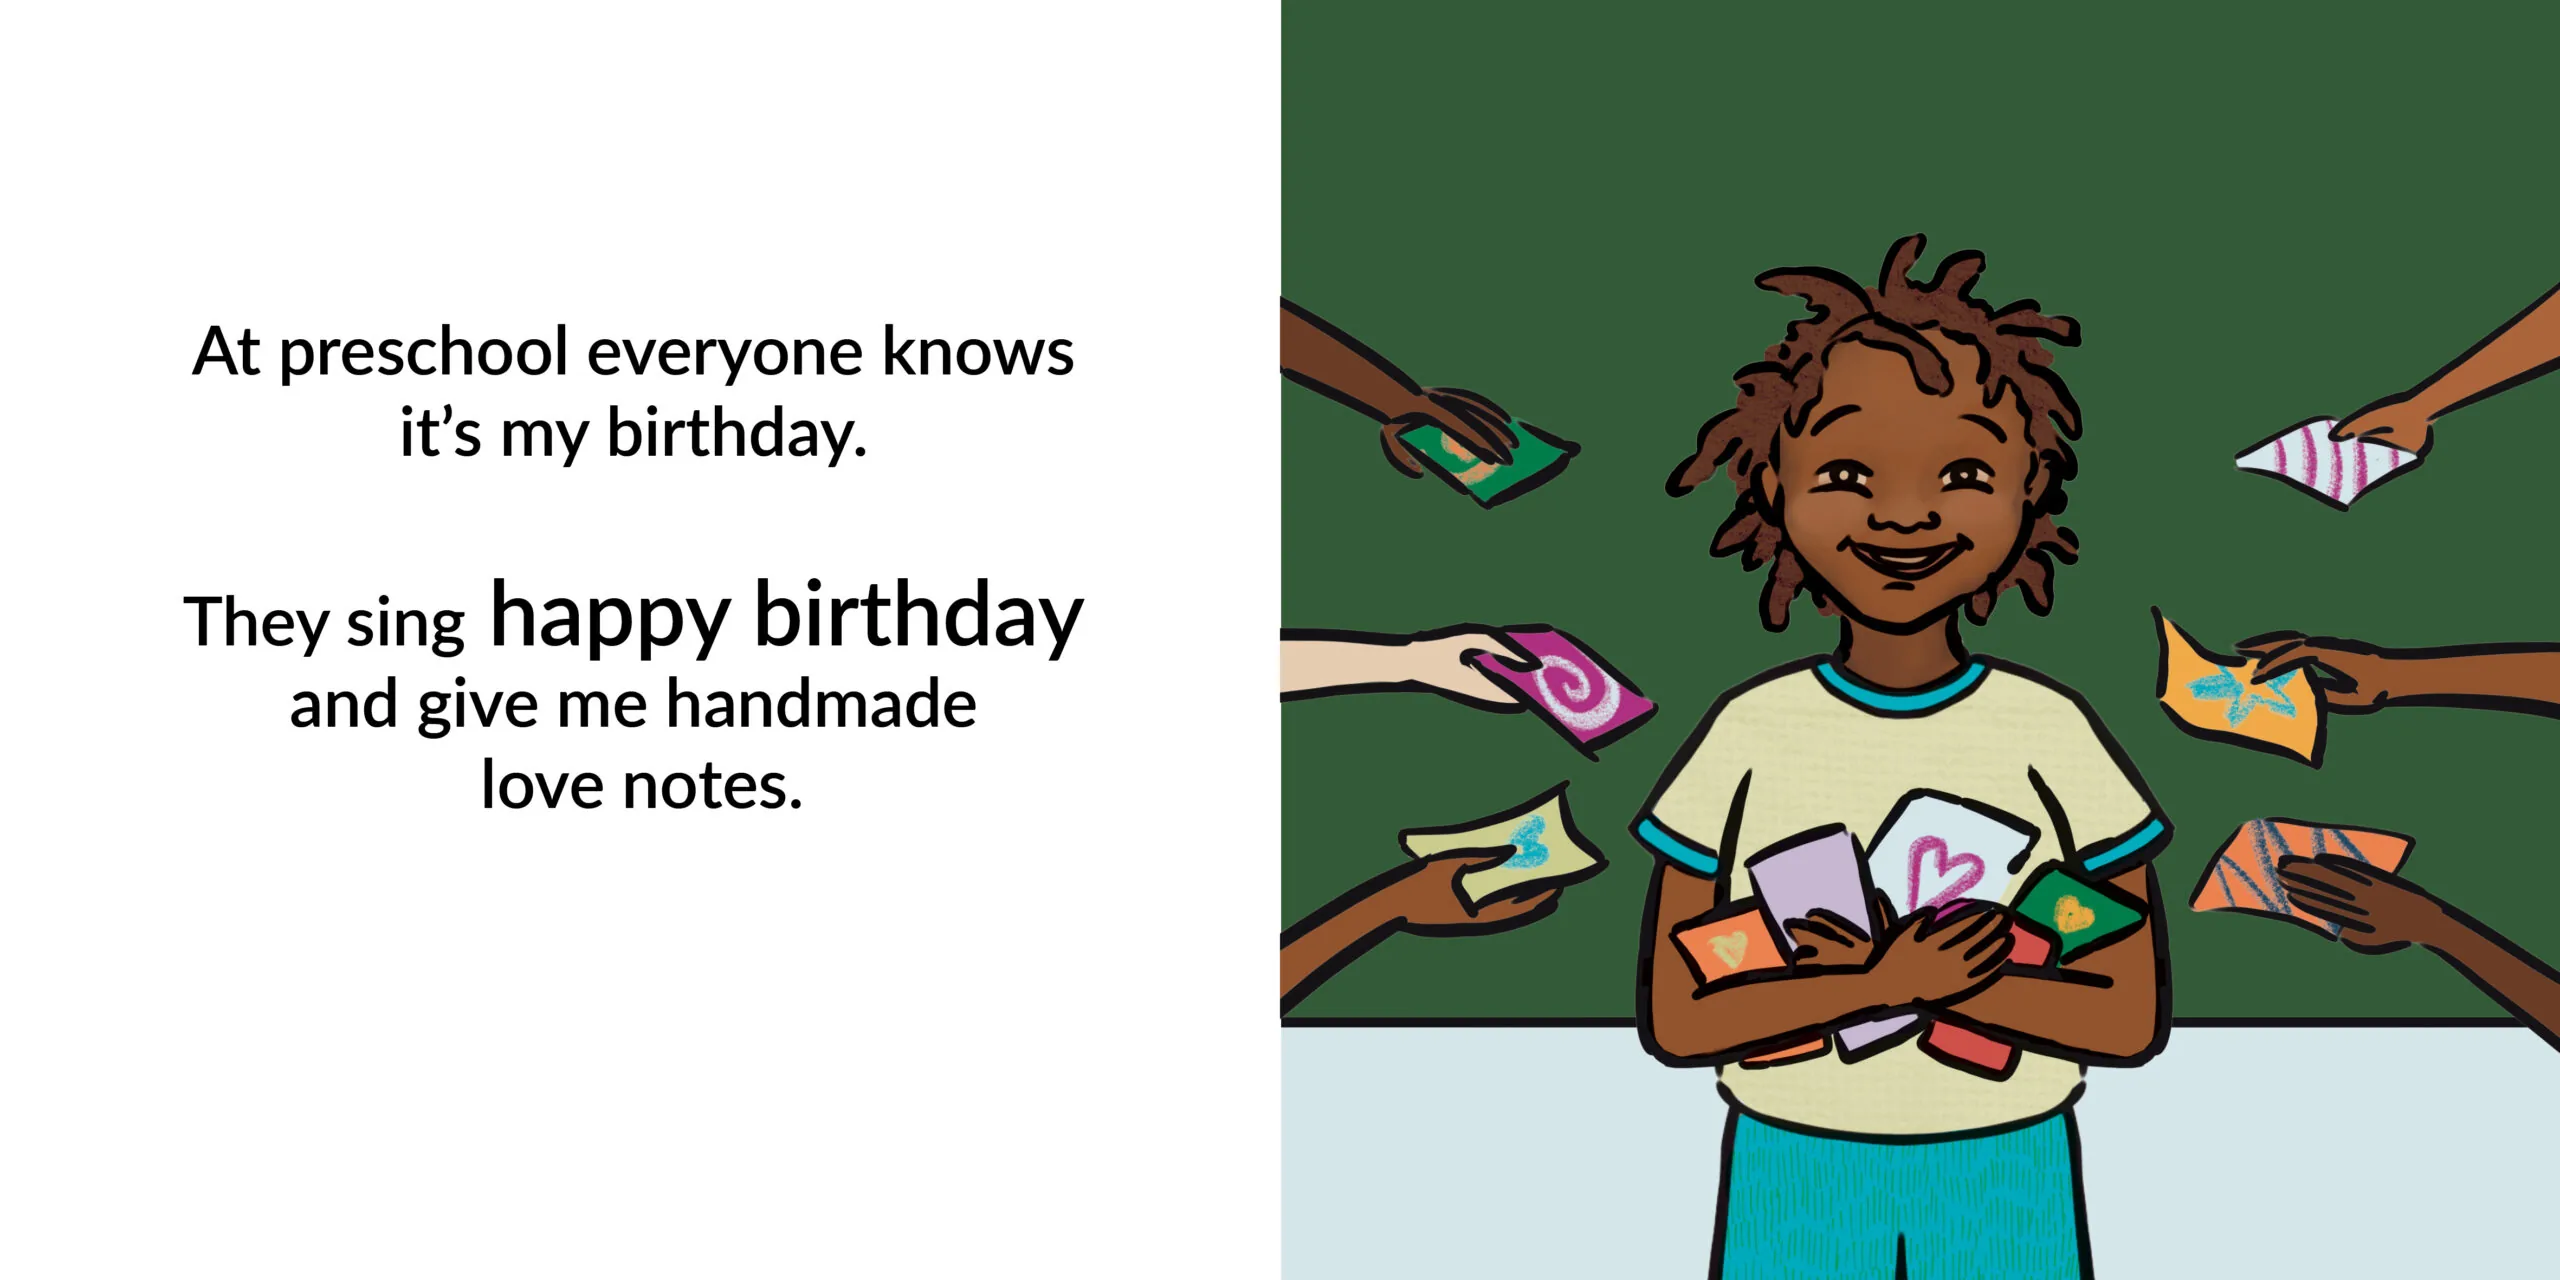 At preschool everyone knows
it’s my birthday.
They sing happy birthday
and give me handmade
love notes.